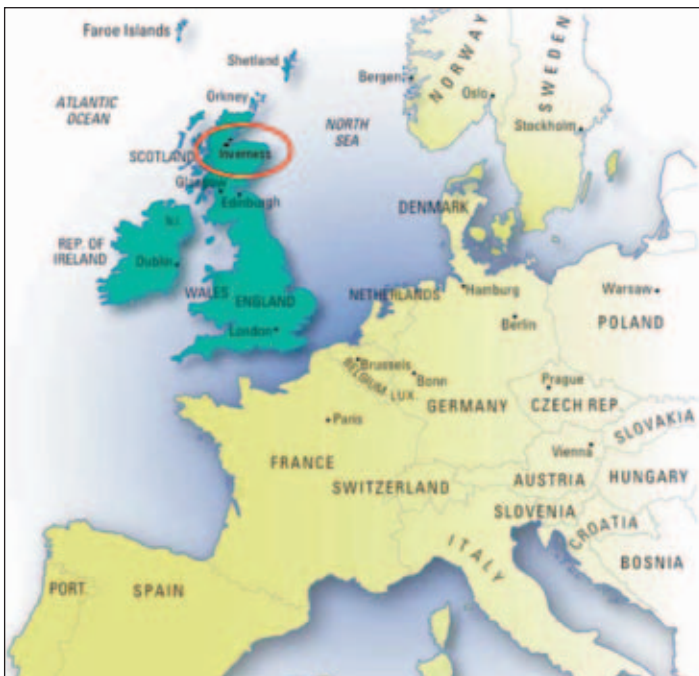 Faroe Islands
Shetland
Orkney
ATLANTIC
OCEAN
NORTH
SEA
Bergen
NORWAY
Oslo
SWEDEN
Stockholm
SCOTLAND
Inverness
Glasgow
Edinburgh
N.I.
REP. OF
IRELAND
Dublin
WALES
ENGLAND
London
DENMARK
NETHERLANDS
Hamburg
Berlin
Warsaw
POLAND
Brussels
BELGIUM
LUX.
Bonn
GERMANY
Prague
CZECH REP.
SLOVAKIA
Paris
FRANCE
Vienna
AUSTRIA
HUNGARY
SWITZERLAND
SLOVENIA
CROATIA
BOSNIA
ITALY
PORT.
SPAIN